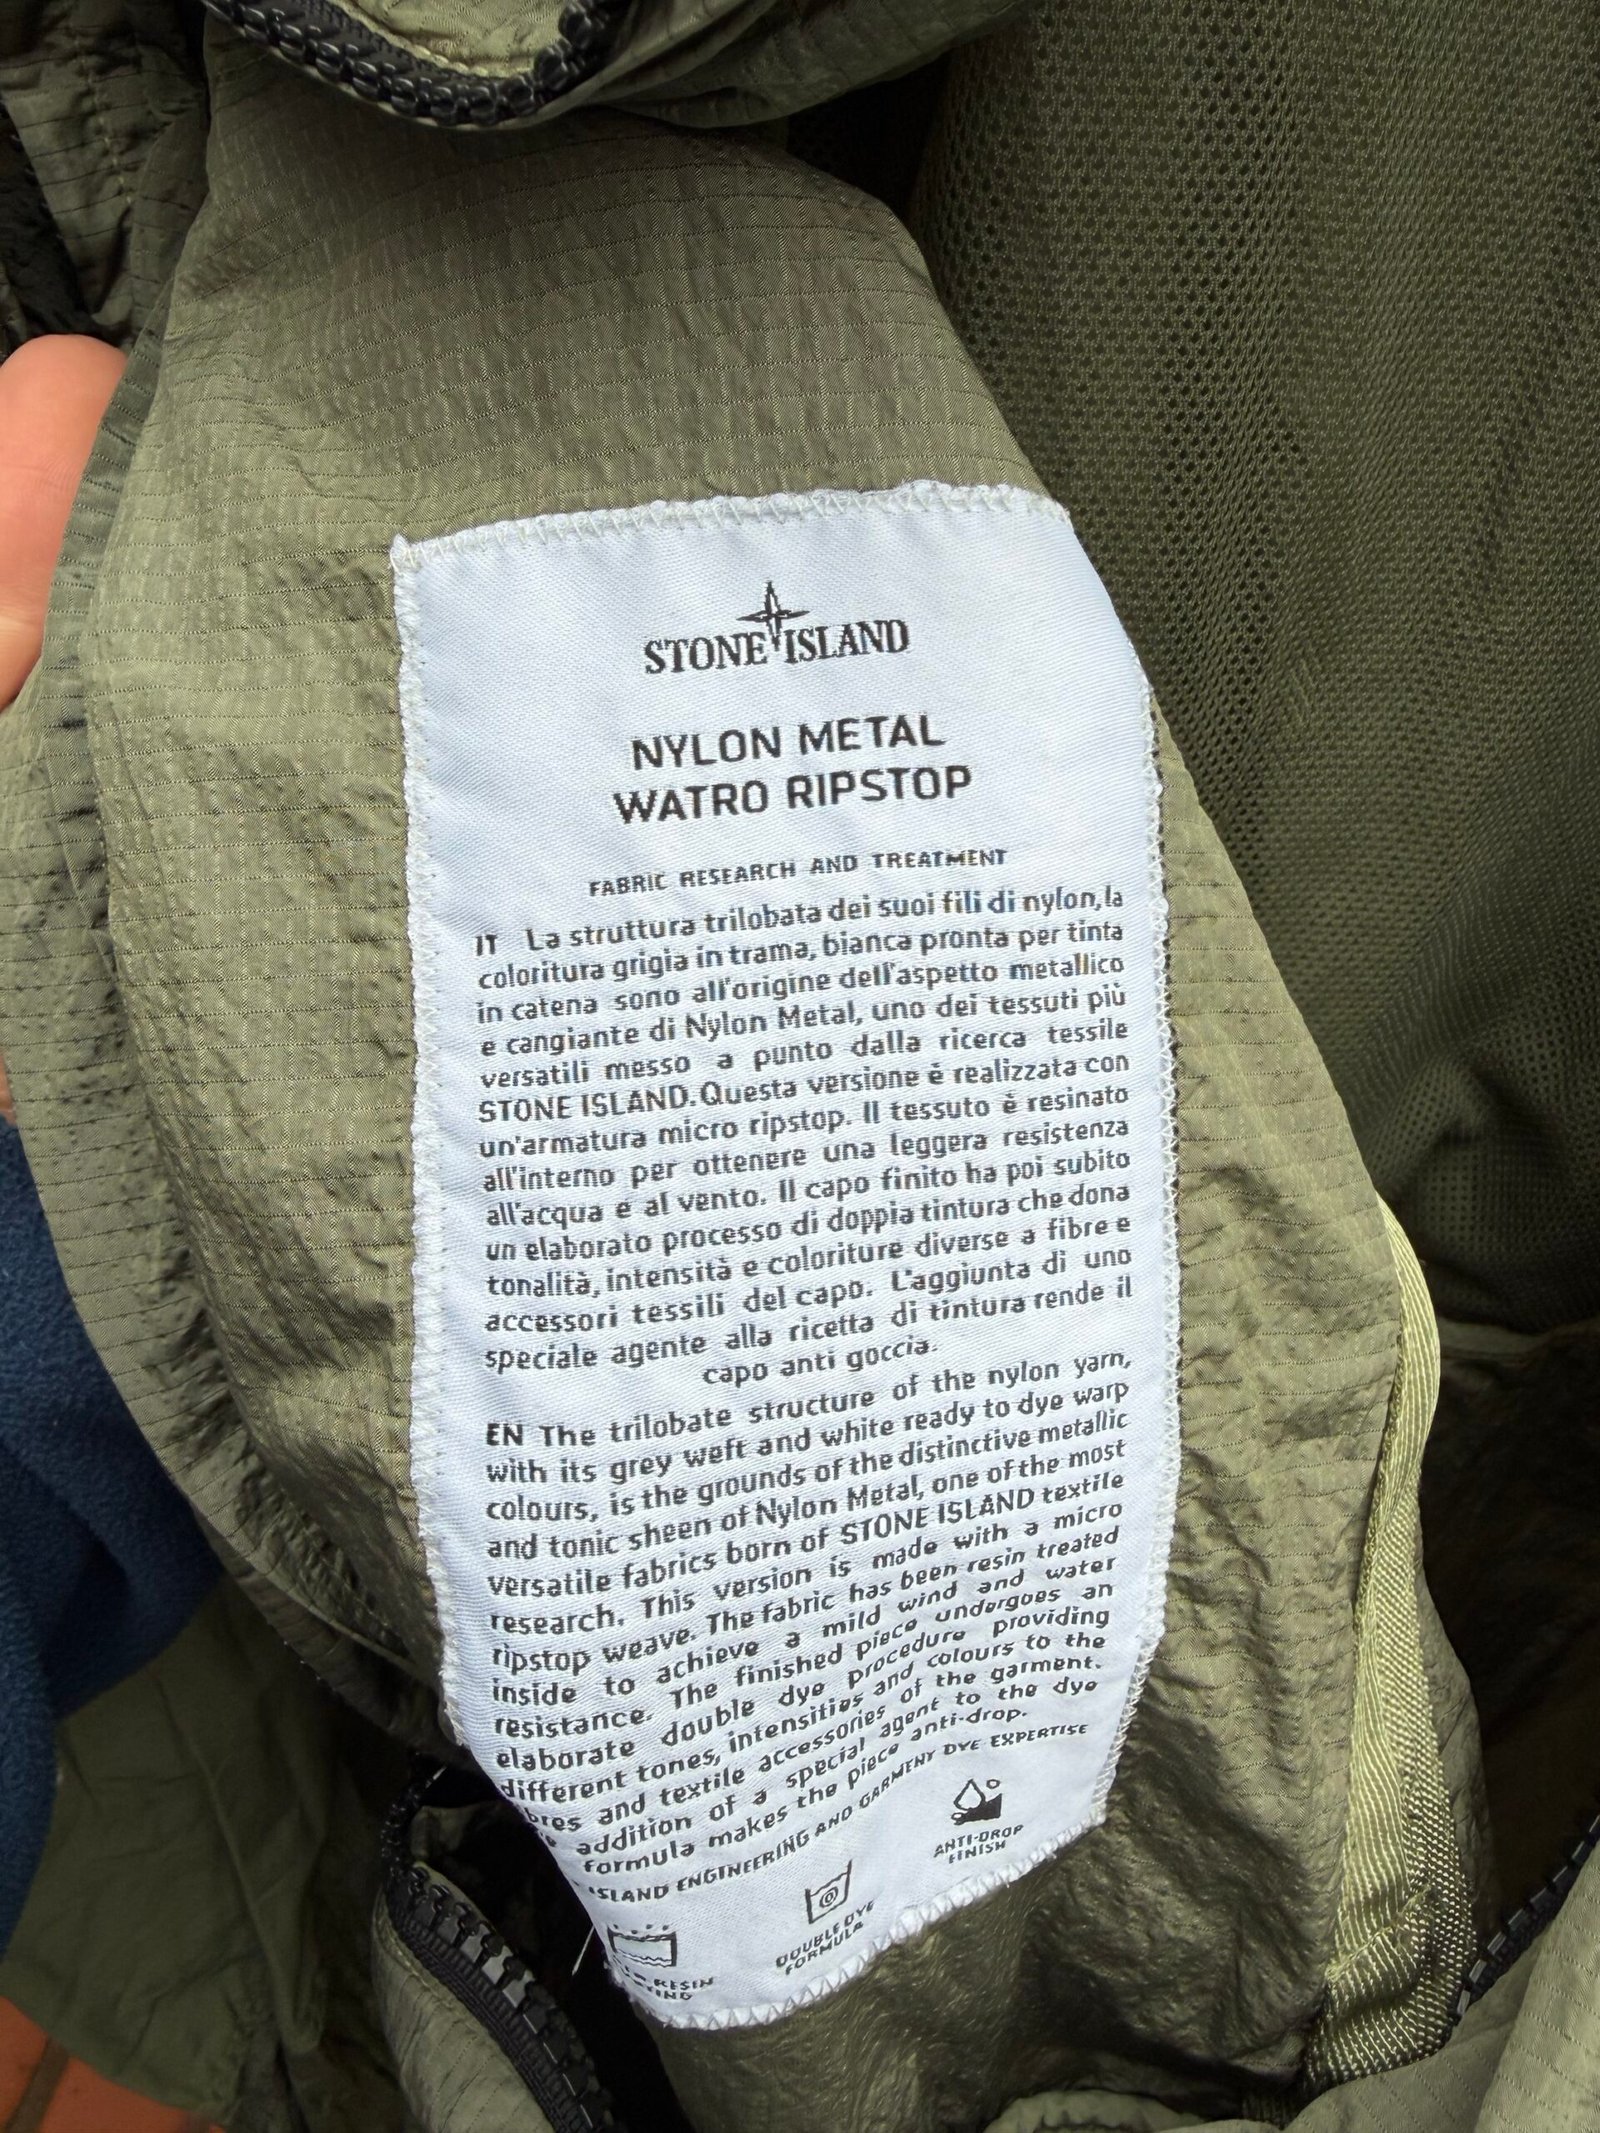 STONE ISLAND
NYLON METAL
WATRO RIPSTOP
FABRIC RESEARCH AND TREATMENT
IT La struttura trilobata dei suoi fili di nylon, la
coloritura grigia in trama, bianca pronta per tinta
in catena sono all'origine dell'aspetto metallico
e cangiante di Nylon Metal, uno dei tessuti più
versatili messo a punto dalla ricerca tessile
STONE ISLAND. Questa versione è realizzata con
un'armatura micro ripstop. Il tessuto è resinato
all'interno per ottenere una leggera resistenza
all'acqua e al vento. Il capo finito ha poi subito
un elaborato processo di doppia tintura che dona
tonalità, intensità e coloriture diverse a fibre e
accessori tessili del capo. L'aggiunta di uno
speciale agente alla ricetta di tintura rende il
capo anti goccia.
EN The trilobate structure of the nylon yarn,
with its grey weft and white ready to dye warp
colours, is the grounds of the distinctive metallic
and tonic sheen of Nylon Metal, one of the most
versatile fabrics born of STONE ISLAND textile
research. This version is made with a micro
ripstop weave. The fabric has been resin treated
inside to achieve a mild wind and water
resistance. The finished piece undergoes an
elaborate double dye procedure providing
different tones, intensities and colours to the
and textile accessories of the garment.
addition of a special agent to the dye
formula makes the piece anti-drop.
ISLAND ENGINEERING AND GARMENT DYE EXPERTISE
ANTI-DROP
FINISH
DOUBLE DYE
FORMULA
RESIN